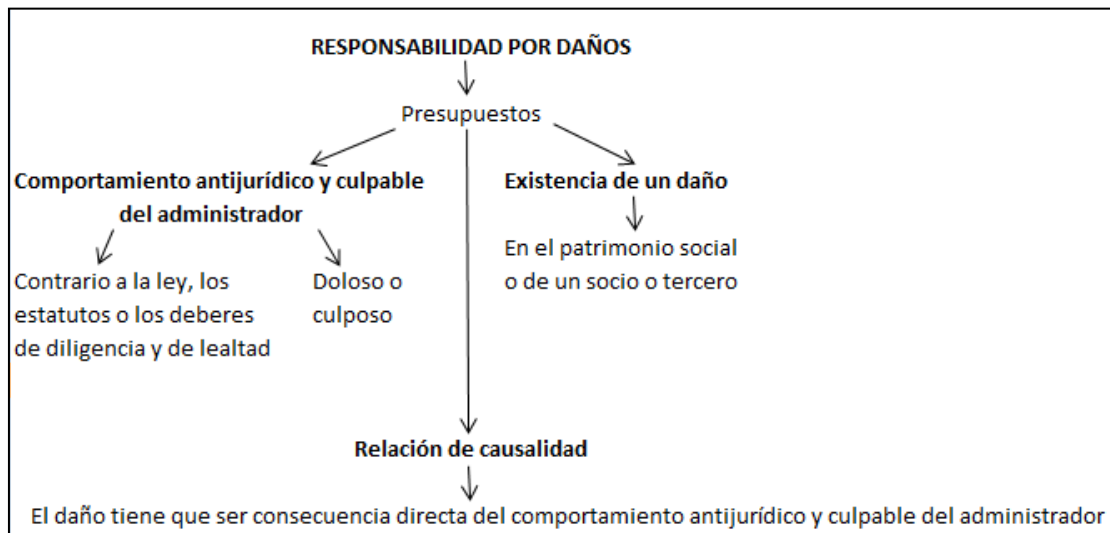 RESPONSABILIDAD POR DAÑOS
Presupuestos
Comportamiento antijurídico y culpable
del administrador
Contrario a la ley, los
estatutos o los deberes
de diligencia y de lealtad
Doloso o
culposo
Existencia de un daño
En el patrimonio social
o de un socio o tercero
Relación de causalidad
El daño tiene que ser consecuencia directa del comportamiento antijurídico y culpable del administrador